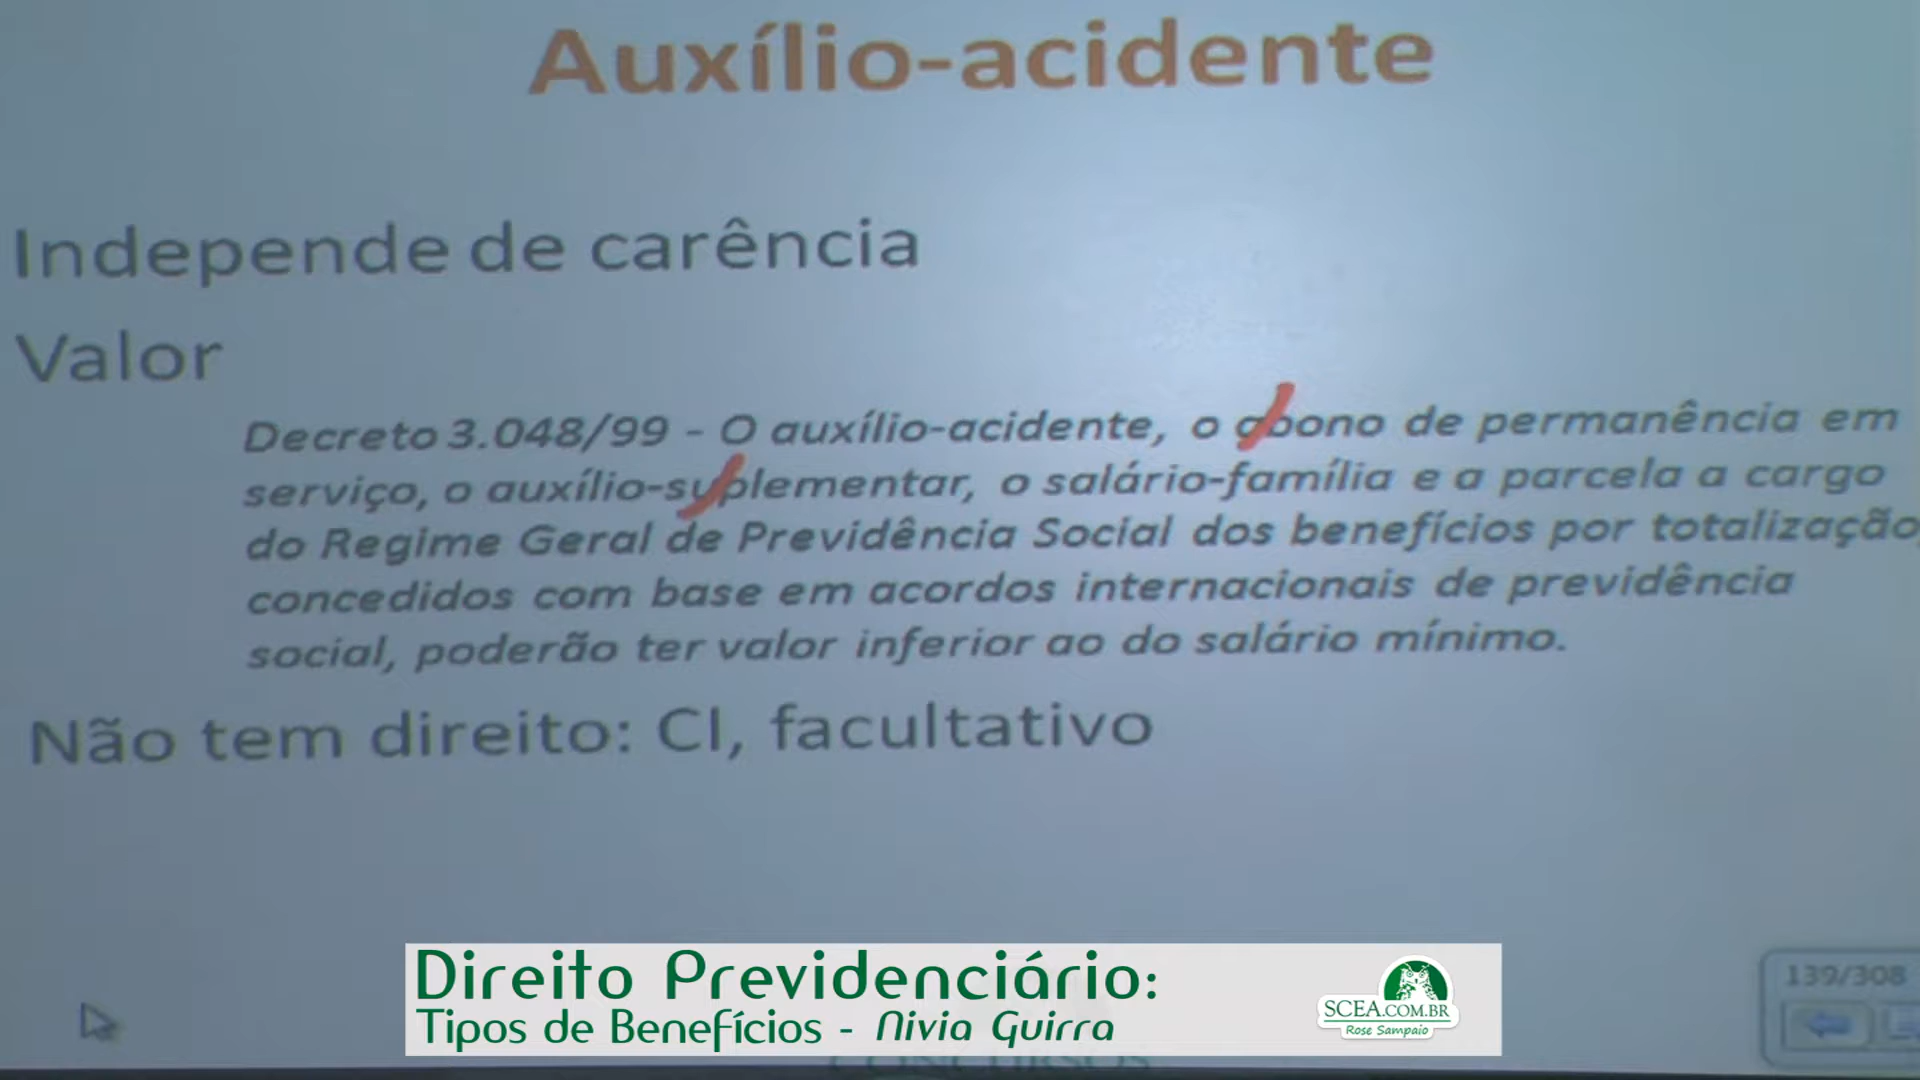 Auxílio-acidente
Independe de carência
Valor
Decreto 3.048/99 - O auxílio-acidente, o abono de permanência em
serviço, o auxílio-suplementar, o salário-família e a parcela a cargo
do Regime Geral de Previdência Social dos benefícios por totalização,
concedidos com base em acordos internacionais de previdência
social, poderão ter valor inferior ao do salário mínimo.
Não tem direito: CI, facultativo
139/308
Direito Previdenciário:
Tipos de Benefícios - Nivia Guirra
SCEA.COM.BR
Rose Sampaio
CONCURSOS